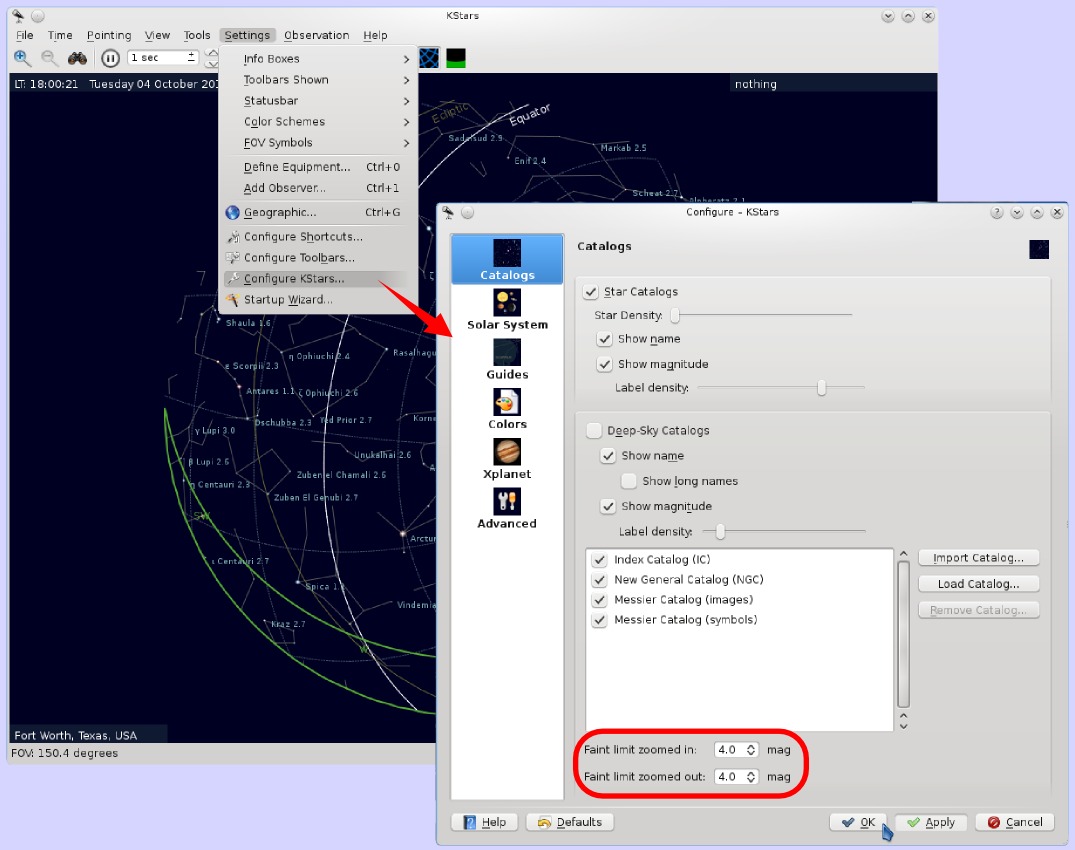 KStars
File Time Pointing View Tools Settings Observation Help
1 sec
LT: 18:00:21 Tuesday 04 October
nothing
Info Boxes
Toolbars Shown
Statusbar
Color Schemes
FOV Symbols
Define Equipment... Ctrl+0
Add Observer... Ctrl+1
Geographic... Ctrl+G
Configure Shortcuts...
Configure Toolbars...
Configure KStars...
Startup Wizard...
Ecliptic
Equator
Markab 2.5
Enif 2.4
Scheat 2.7
Shaula 1.6
η Ophiuchi 2.4
ε Scorpii 2.3
Antares 1.1
ζ Ophiuchi 2.6
Dschubba 2.3
Yed Prior 2.7
γ Lupi 3.0
Unukalhai 2.6
β Lupi 2.6
Zuben el Chamali 2.6
η Centauri 2.3
Zuben El Genubi 2.7
SW
ι Centauri 2.7
Spica 1.
Kraz 2.7
W
Fort Worth, Texas, USA
FOV: 150.4 degrees
Configure – KStars
Catalogs
Solar System
Guides
Colors
Xplanet
Advanced
Catalogs
Star Catalogs
Star Density:
Show name
Show magnitude
Label density:
Deep-Sky Catalogs
Show name
Show long names
Show magnitude
Label density:
Index Catalog (IC)
New General Catalog (NGC)
Messier Catalog (images)
Messier Catalog (symbols)
Import Catalog...
Load Catalog...
Remove Catalog...
Faint limit zoomed in: 4.0 mag
Faint limit zoomed out: 4.0 mag
Help Defaults OK Apply Cancel